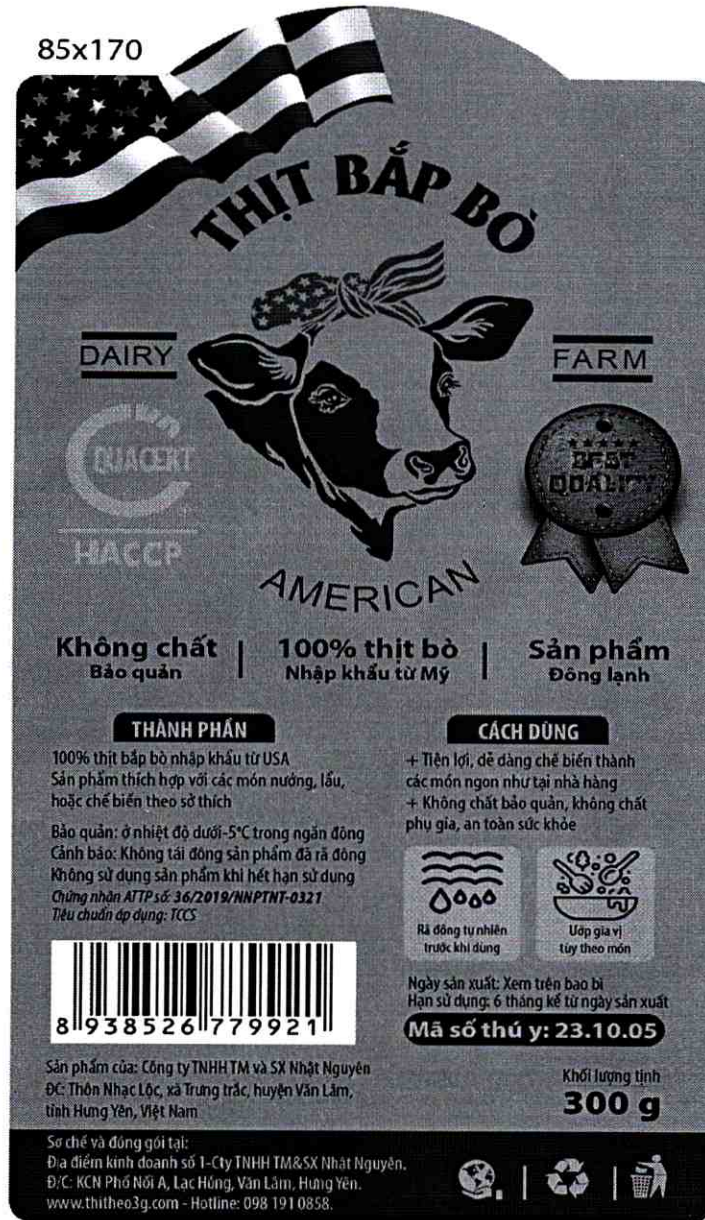 85x170
THỊT BẮP BÒ
DAIRY
FARM
QUACERT
HACCP
BEST
QUALITY
AMERICAN
Không chất
Bảo quản
100% thịt bò
Nhập khẩu từ Mỹ
Sản phẩm
Đông lạnh
THÀNH PHẦN
100% thịt bắp bò nhập khẩu từ USA
Sản phẩm thích hợp với các món nướng, lẩu,
hoặc chế biến theo sở thích
Bảo quản: ở nhiệt độ dưới-5°C trong ngăn đông
Cảnh báo: Không tái đông sản phẩm đã rã đông
Không sử dụng sản phẩm khi hết hạn sử dụng
Chứng nhận ATTP số: 36/2019/NNPTNT-0321
Tiêu chuẩn áp dụng: TCCS
8 938526 779921
Sản phẩm của: Công ty TNHH TM và SX Nhật Nguyên
ĐC: Thôn Nhạc Lộc, xã Trưng trắc, huyện Văn Lâm,
tỉnh Hưng Yên, Việt Nam
CÁCH DÙNG
+ Tiện lợi, dễ dàng chế biến thành
các món ngon như tại nhà hàng
+ Không chất bảo quản, không chất
phụ gia, an toàn sức khỏe
Rã đông tự nhiên
trước khi dùng
Ướp gia vị
tùy theo món
Ngày sản xuất: Xem trên bao bì
Hạn sử dụng: 6 tháng kể từ ngày sản xuất
Mã số thú y: 23.10.05
Khối lượng tịnh
300 g
Sơ chế và đóng gói tại:
Địa điểm kinh doanh số 1-Cty TNHH TM&SX Nhật Nguyên.
Đ/C: KCN Phố Nối A, Lạc Hồng, Văn Lâm, Hưng Yên.
www.thitheo3g.com - Hotline: 098 191 0858.